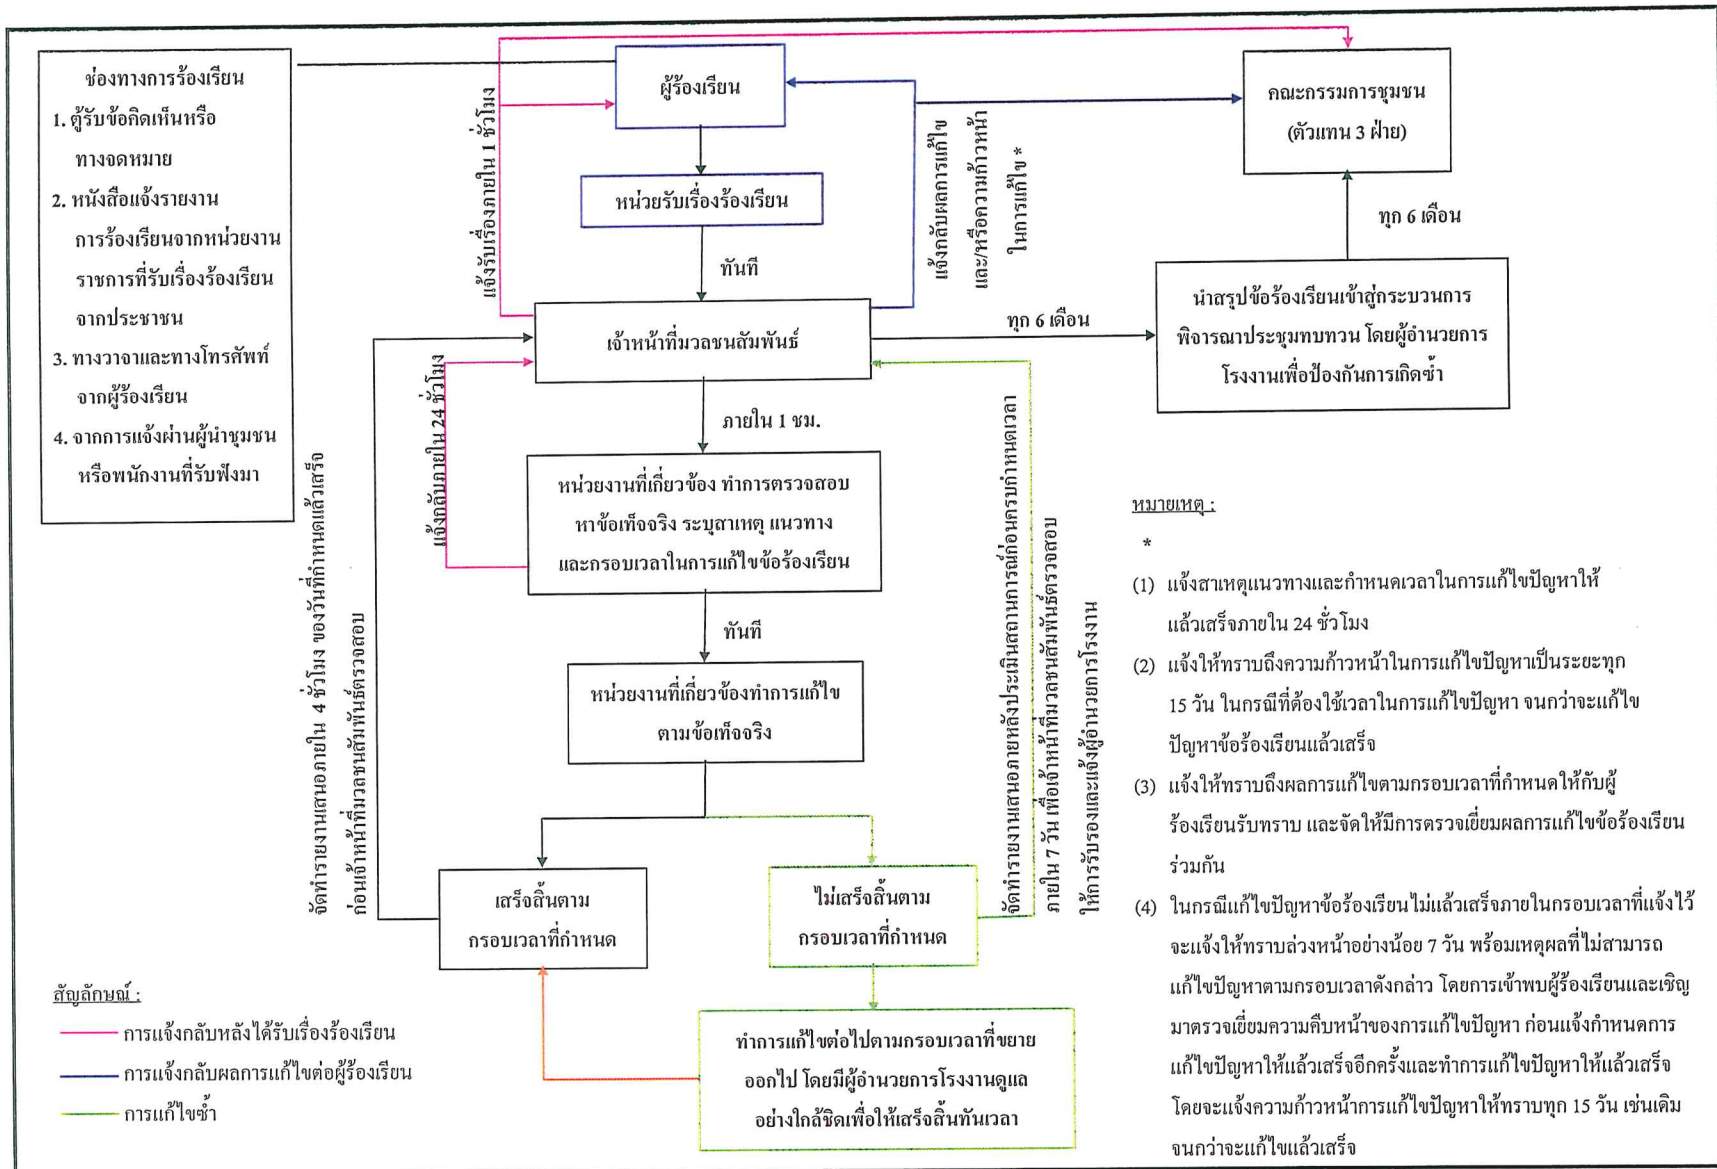 ช่องทางการร้องเรียน
1. ตู้รับข้อคิดเห็นหรือ
ทางจดหมาย
2. หนังสือแจ้งรายงาน
การร้องเรียนจากหน่วยงาน
ราชการที่รับเรื่องร้องเรียน
จากประชาชน
3. ทางวาจาและทางโทรศัพท์
จากผู้ร้องเรียน
4. จากการแจ้งผ่านผู้นำชุมชน
หรือพนักงานที่รับฟังมา
แจ้งรับเรื่องภายใน 1 ชั่วโมง
ผู้ร้องเรียน
หน่วยรับเรื่องร้องเรียน
ทันที
แจ้งกลับผลการแก้ไข
และ/หรือความก้าวหน้า
ในการแก้ไข *
คณะกรรมการชุมชน
(ตัวแทน 3 ฝ่าย)
ทุก 6 เดือน
เจ้าหน้าที่มวลชนสัมพันธ์
ทุก 6 เดือน
นำสรุปข้อร้องเรียนเข้าสู่กระบวนการ
พิจารณาประชุมทบทวน โดยผู้อำนวยการ
โรงงานเพื่อป้องกันการเกิดซ้ำ
แจ้งกลับภายใน 24 ชั่วโมง
ภายใน 1 ชม.
หน่วยงานที่เกี่ยวข้อง ทำการตรวจสอบ
หาข้อเท็จจริง ระบุสาเหตุ แนวทาง
และกรอบเวลาในการแก้ไขข้อร้องเรียน
ทันที
หน่วยงานที่เกี่ยวข้องทำการแก้ไข
ตามข้อเท็จจริง
จัดทำรายงานเสนอภายใน 4 ชั่วโมง ของวันที่กำหนดแล้วเสร็จ
ก่อนเจ้าหน้าที่มวลชนสัมพันธ์ตรวจสอบ
เสร็จสิ้นตาม
กรอบเวลาที่กำหนด
ไม่เสร็จสิ้นตาม
กรอบเวลาที่กำหนด
จัดทำรายงานเสนอภายหลังประเมินสถานการณ์ก่อนครบกำหนดเวลา
ภายใน 7 วัน เพื่อเจ้าหน้าที่มวลชนสัมพันธ์ตรวจสอบ
ให้การรับรองและแจ้งผู้อำนวยการโรงงาน
ทำการแก้ไขต่อไปตามกรอบเวลาที่ขยาย
ออกไป โดยมีผู้อำนวยการโรงงานดูแล
อย่างใกล้ชิดเพื่อให้เสร็จสิ้นทันเวลา
สัญลักษณ์ :
การแจ้งกลับหลังได้รับเรื่องร้องเรียน
การแจ้งกลับผลการแก้ไขต่อผู้ร้องเรียน
การแก้ไขซ้ำ
หมายเหตุ :
*
(1) แจ้งสาเหตุแนวทางและกำหนดเวลาในการแก้ไขปัญหาให้
แล้วเสร็จภายใน 24 ชั่วโมง
(2) แจ้งให้ทราบถึงความก้าวหน้าในการแก้ไขปัญหาเป็นระยะทุก
15 วัน ในกรณีที่ต้องใช้เวลาในการแก้ไขปัญหา จนกว่าจะแก้ไข
ปัญหาข้อร้องเรียนแล้วเสร็จ
(3) แจ้งให้ทราบถึงผลการแก้ไขตามกรอบเวลาที่กำหนดให้กับผู้
ร้องเรียนรับทราบ และจัดให้มีการตรวจเยี่ยมผลการแก้ไขข้อร้องเรียน
ร่วมกัน
(4) ในกรณีแก้ไขปัญหาข้อร้องเรียนไม่แล้วเสร็จภายในกรอบเวลาที่แจ้งไว้
จะแจ้งให้ทราบล่วงหน้าอย่างน้อย 7 วัน พร้อมเหตุผลที่ไม่สามารถ
แก้ไขปัญหาตามกรอบเวลาดังกล่าว โดยการเข้าพบผู้ร้องเรียนและเชิญ
มาตรวจเยี่ยมความคืบหน้าของการแก้ไขปัญหา ก่อนแจ้งกำหนดการ
แก้ไขปัญหาให้แล้วเสร็จอีกครั้งและทำการแก้ไขปัญหาให้แล้วเสร็จ
โดยจะแจ้งความก้าวหน้าการแก้ไขปัญหาให้ทราบทุก 15 วัน เช่นเดิม
จนกว่าจะแก้ไขแล้วเสร็จ